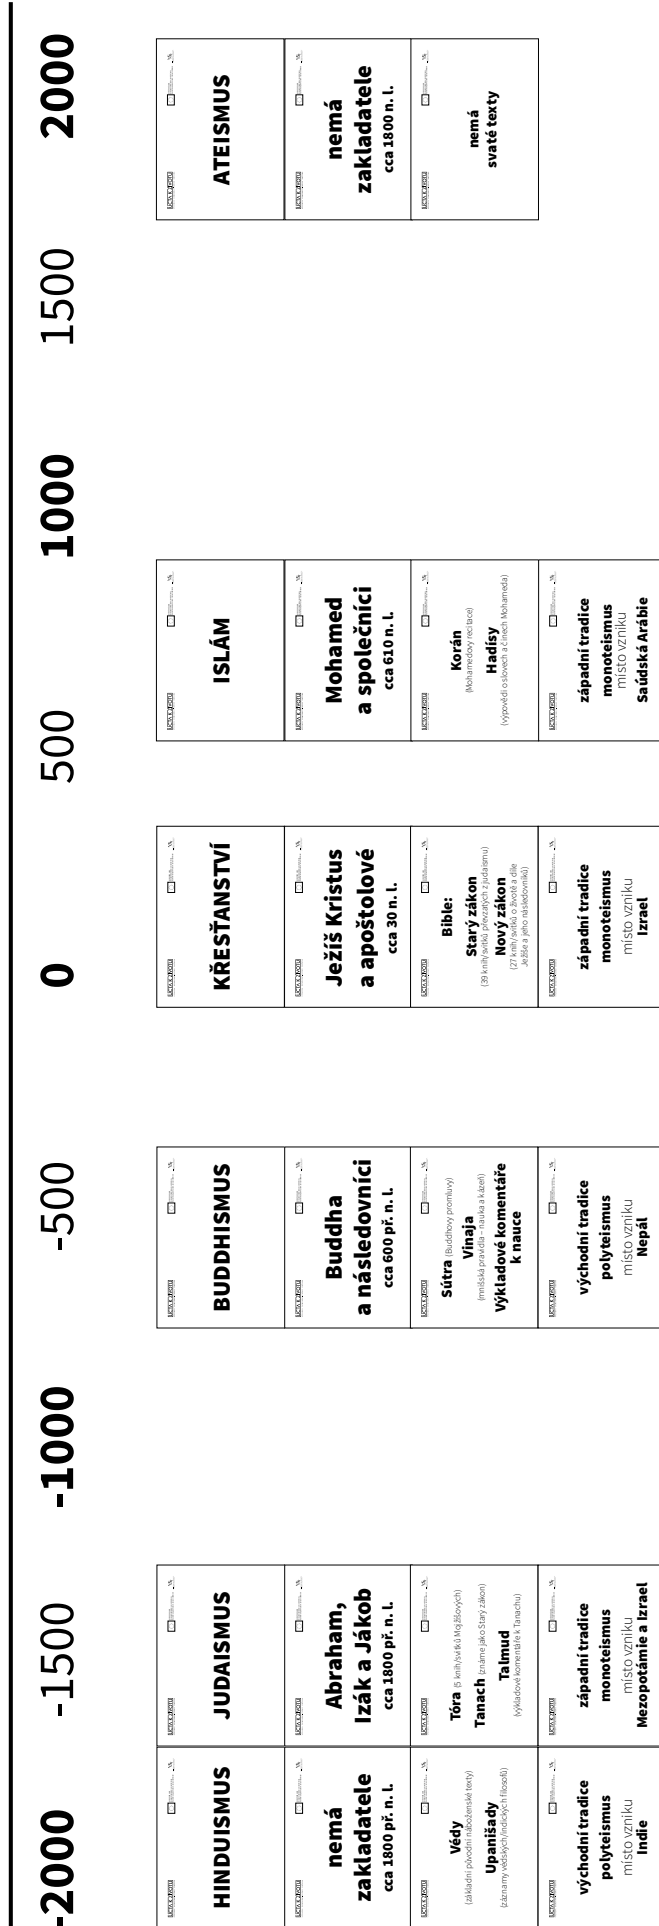 2000
1500
1000
500
0
-500
-1000
-1500
-2000
ATEISMUS
nemá
zakladatele
cca 1800 n. l.
nemá
svaté texty
ISLÁM
Mohamed
a společníci
cca 610 n. l.
Korán
(Mohamedovy recitace)
Hadísy
(výpovědi o slovech a činech Mohameda)
západní tradice
monoteismus
místo vzniku
Saúdská Arábie
KŘESŤANSTVÍ
Ježíš Kristus
a apoštolové
cca 30 n. l.
Bible:
Starý zákon
(39 knih/svitků převzatých z judaismu)
Nový zákon
(27 knih/svitků o životě a díle
Ježíše a jeho následovníků)
západní tradice
monoteismus
místo vzniku
Izrael
BUDDHISMUS
Buddha
a následovníci
cca 600 př. n. l.
Sútra (Buddhovy promluvy)
Vinaja
(mnišská pravidla – nauka a kázeň)
Výkladové komentáře
k nauce
východní tradice
polyteismus
místo vzniku
Nepál
JUDAISMUS
Abraham,
Izák a Jákob
cca 1800 př. n. l.
Tóra (5 knih/svitků Mojžíšových)
Tanach (známe jako Starý zákon)
Talmud
(výkladové komentáře k Tanachu)
západní tradice
monoteismus
místo vzniku
Mezopotámie a Izrael
HINDUISMUS
nemá
zakladatele
cca 1800 př. n. l.
Védy
(základní původní náboženské texty)
Upanišady
(záznamy védských/indických filosofů)
východní tradice
polyteismus
místo vzniku
Indie